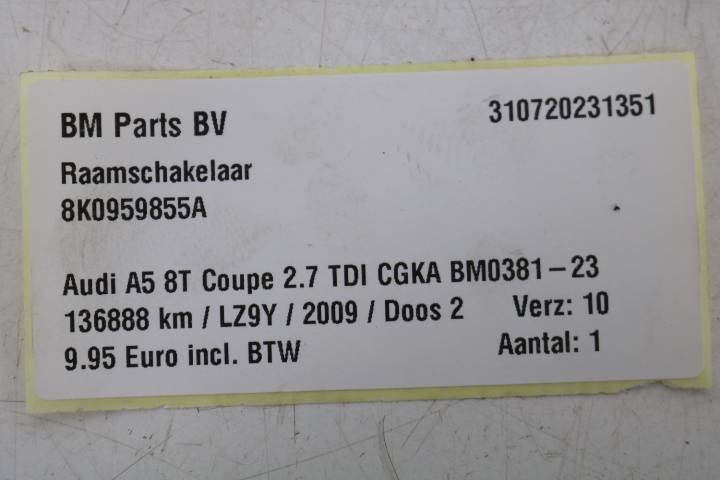 BM Parts BV 310720231351
Raamschakelaar
8K0959855A
Audi A5 8T Coupe 2.7 TDI CGKA BM0381-23
136888 km / LZ9Y / 2009 / Doos 2 Verz: 10
9.95 Euro incl. BTW Aantal: 1